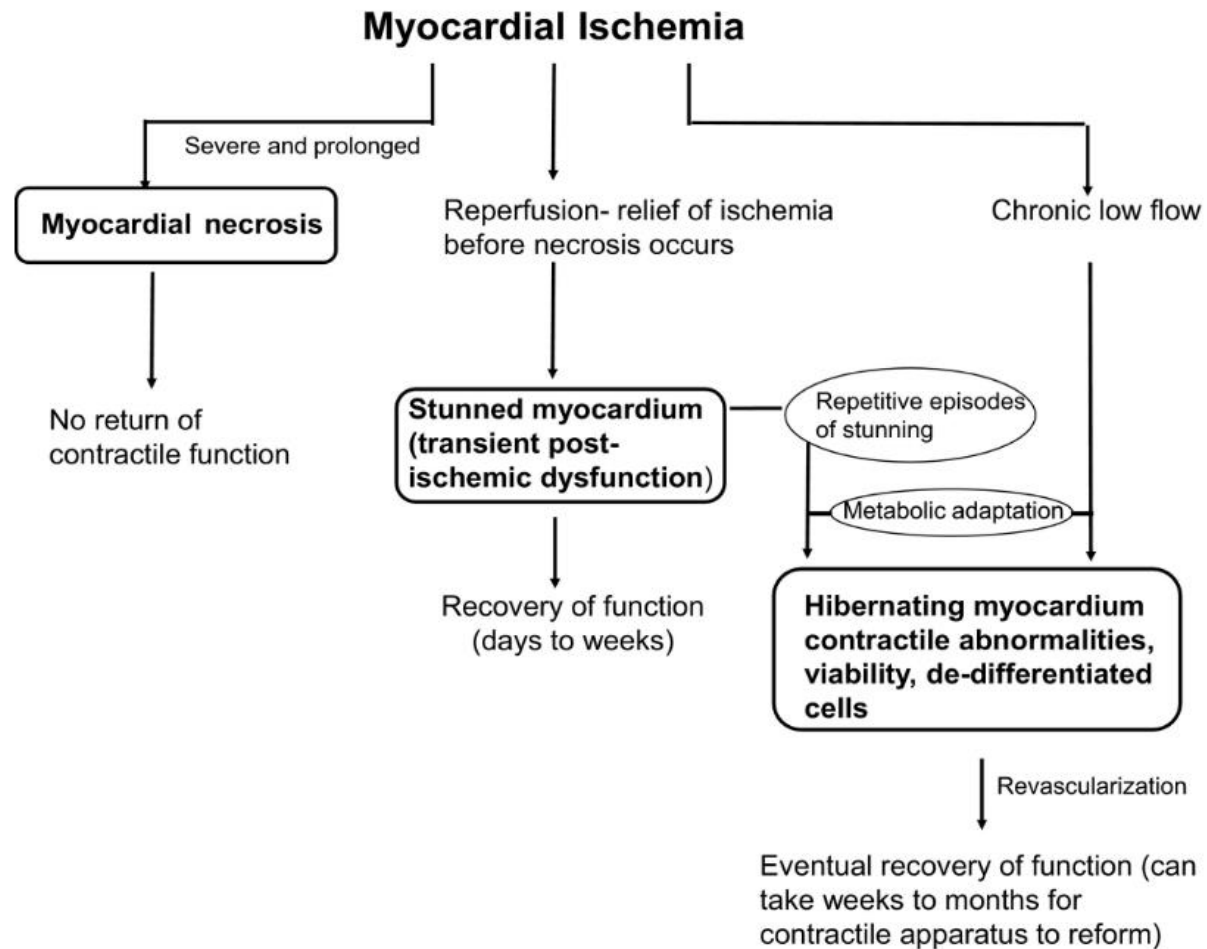 Myocardial Ischemia
Severe and prolonged
Myocardial necrosis
No return of
contractile function
Reperfusion- relief of ischemia
before necrosis occurs
Stunned myocardium
(transient post-
ischemic dysfunction)
Recovery of function
(days to weeks)
Chronic low flow
Repetitive episodes
of stunning
Metabolic adaptation
Hibernating myocardium
contractile abnormalities,
viability, de-differentiated
cells
Revascularization
Eventual recovery of function (can
take weeks to months for
contractile apparatus to reform)